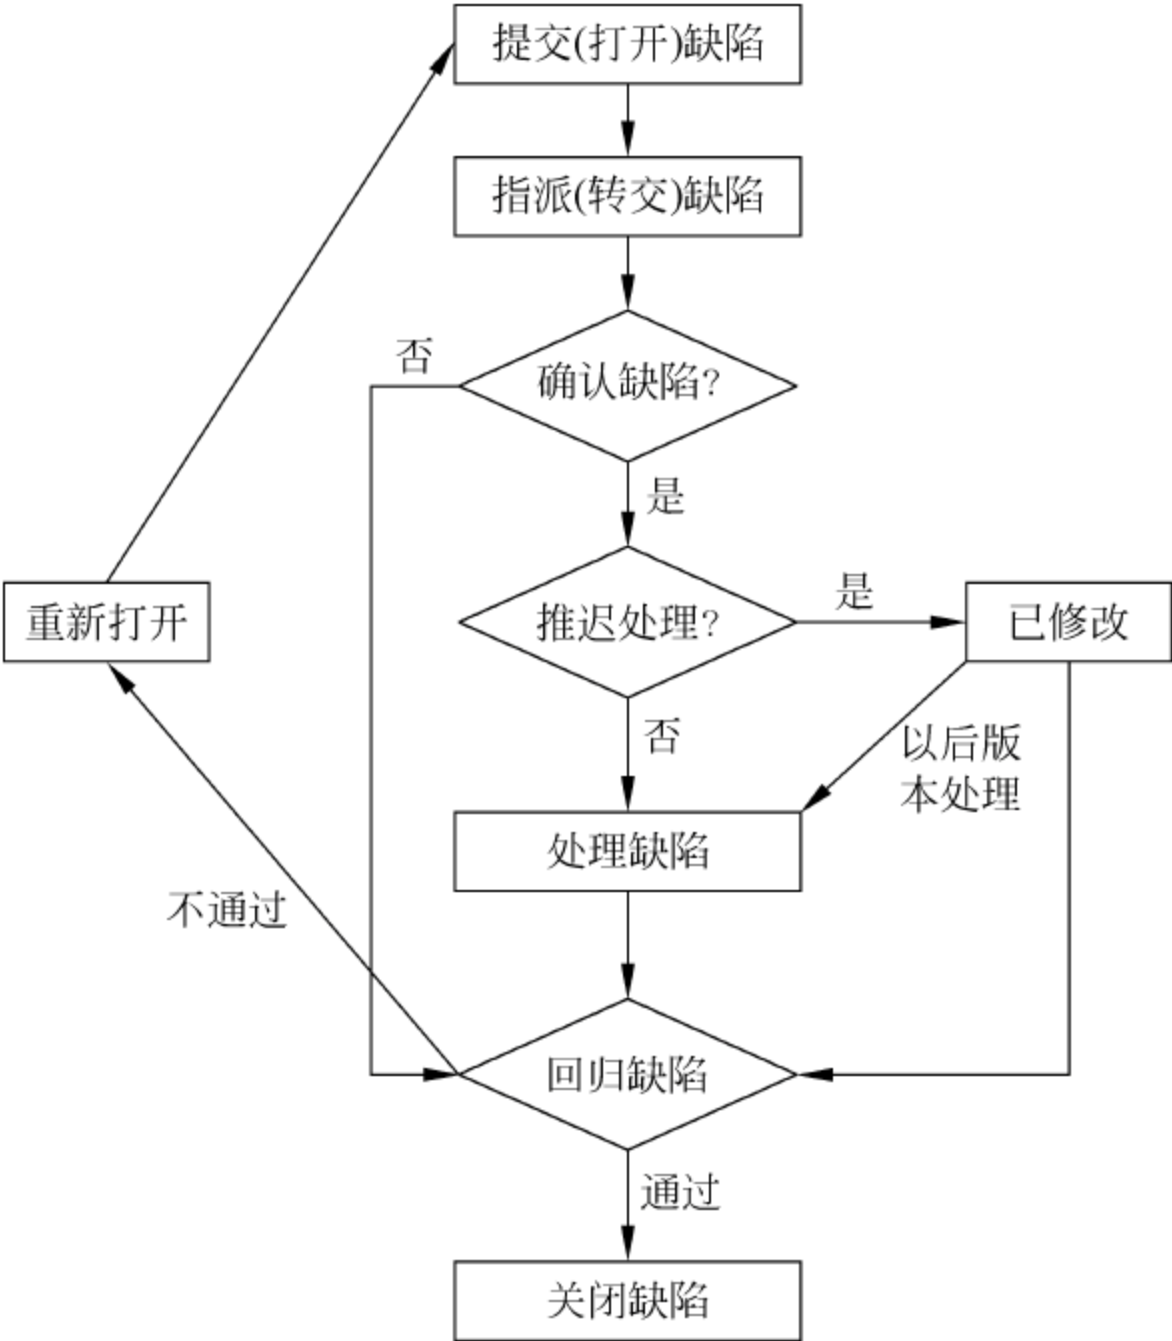 提交(打开)缺陷
指派(转交)缺陷
否
确认缺陷?
是
重新打开
推迟处理?
是
已修改
否
以后版
本处理
处理缺陷
不通过
回归缺陷
通过
关闭缺陷